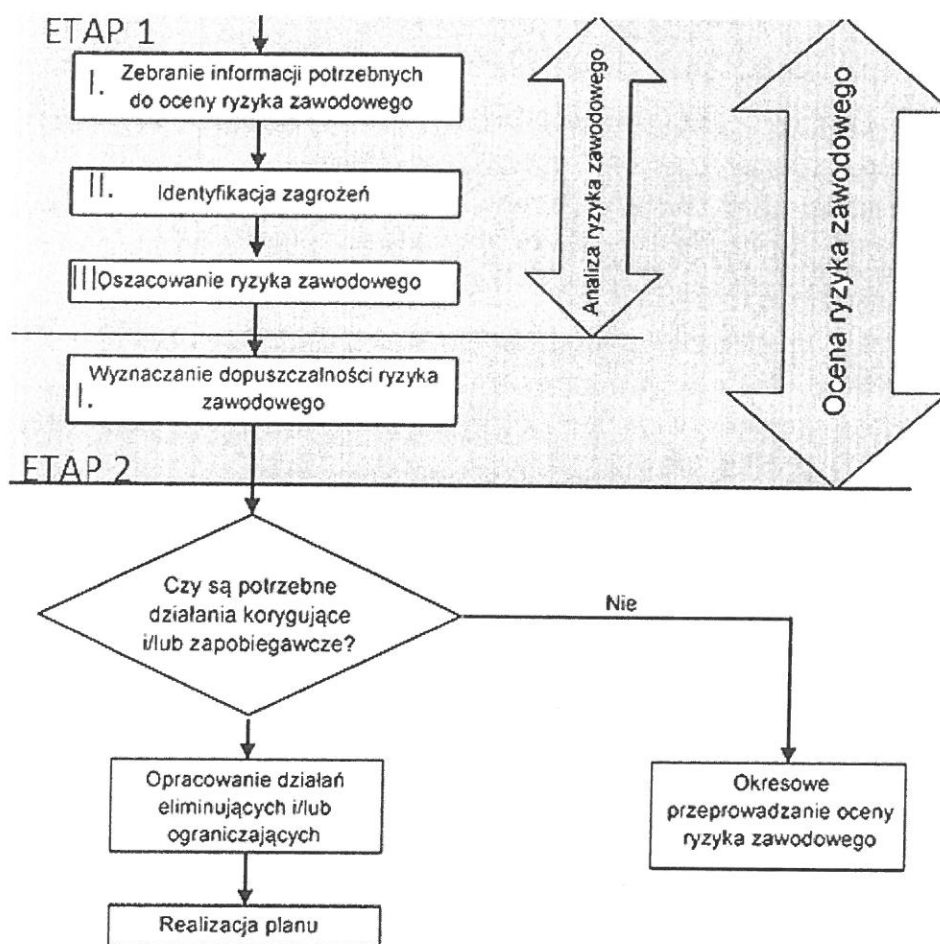 ETAP 1
I. Zebranie informacji potrzebnych
do oceny ryzyka zawodowego
II. Identyfikacja zagrożeń
III. Oszacowanie ryzyka zawodowego
Analiza ryzyka zawodowego
Ocena ryzyka zawodowego
Wyznaczanie dopuszczalności ryzyka
I. zawodowego
ETAP 2
Czy są potrzebne
działania korygujące
i/lub zapobiegawcze?
Nie
Opracowanie działań
eliminujących i/lub
ograniczających
Okresowe
przeprowadzanie oceny
ryzyka zawodowego
Realizacja planu